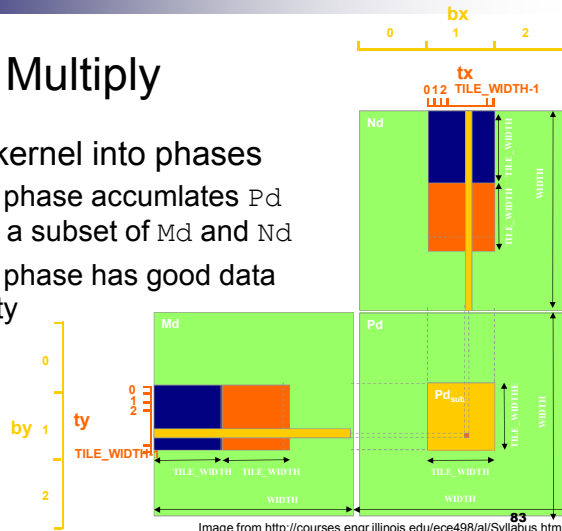 bx
0 1 2
Multiply
tx
0 1 2 TILE_WIDTH-1
kernel into phases
phase accumlates Pd
a subset of Md and Nd
phase has good data
ty
Nd
TILE_WIDTH
TILE_WIDTH
WIDTH
Md
Pd
0
1
2
by
ty
0
1
2
TILE_WIDTH-1
Pdsub
TILE_WIDTHE
WIDTH
TILE_WIDTH TILE_WIDTH
TILE_WIDTH
WIDTH
WIDTH
83
Image from http://courses.engr.illinois.edu/ece498/al/Syllabus.htm